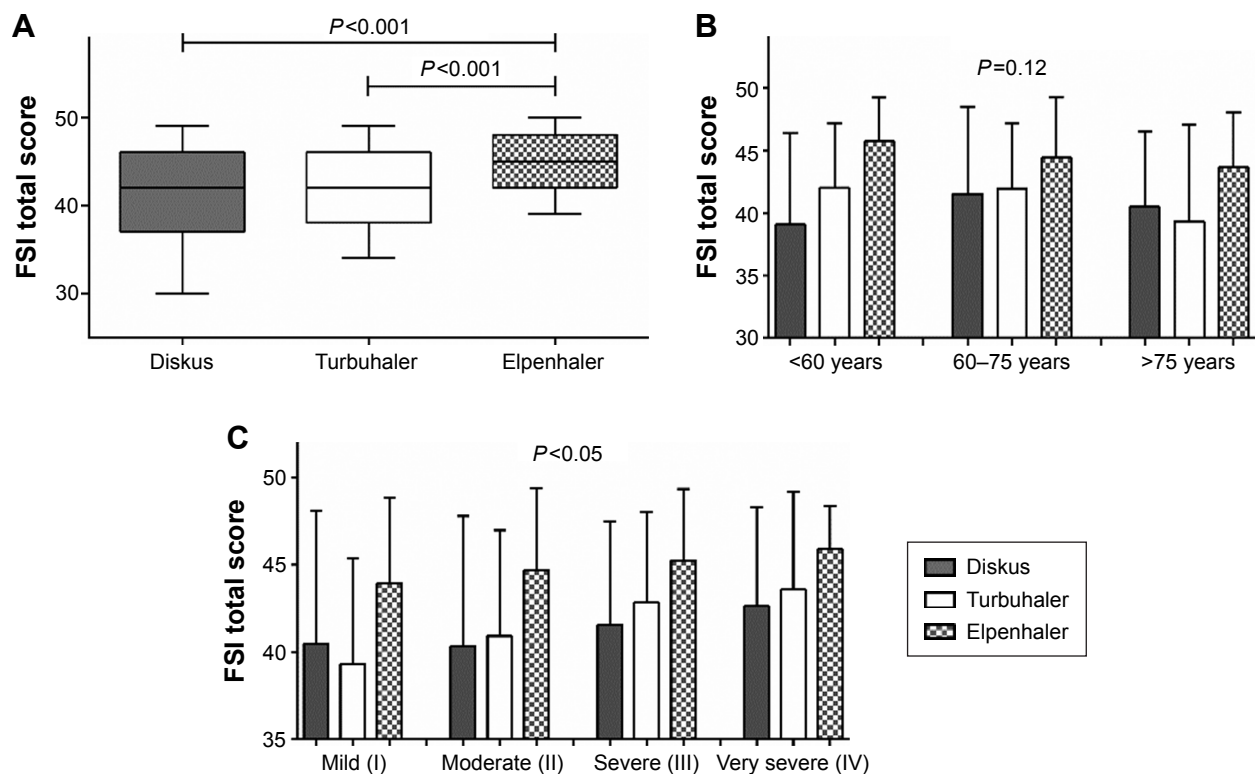 A
P<0.001
P<0.001
FSI total score
50
40
30
Diskus Turbuhaler Elpenhaler
B
P=0.12
FSI total score
50
45
40
35
30
<60 years 60–75 years >75 years
C
P<0.05
FSI total score
50
45
40
35
Mild (I) Moderate (II) Severe (III) Very severe (IV)
Diskus
Turbuhaler
Elpenhaler